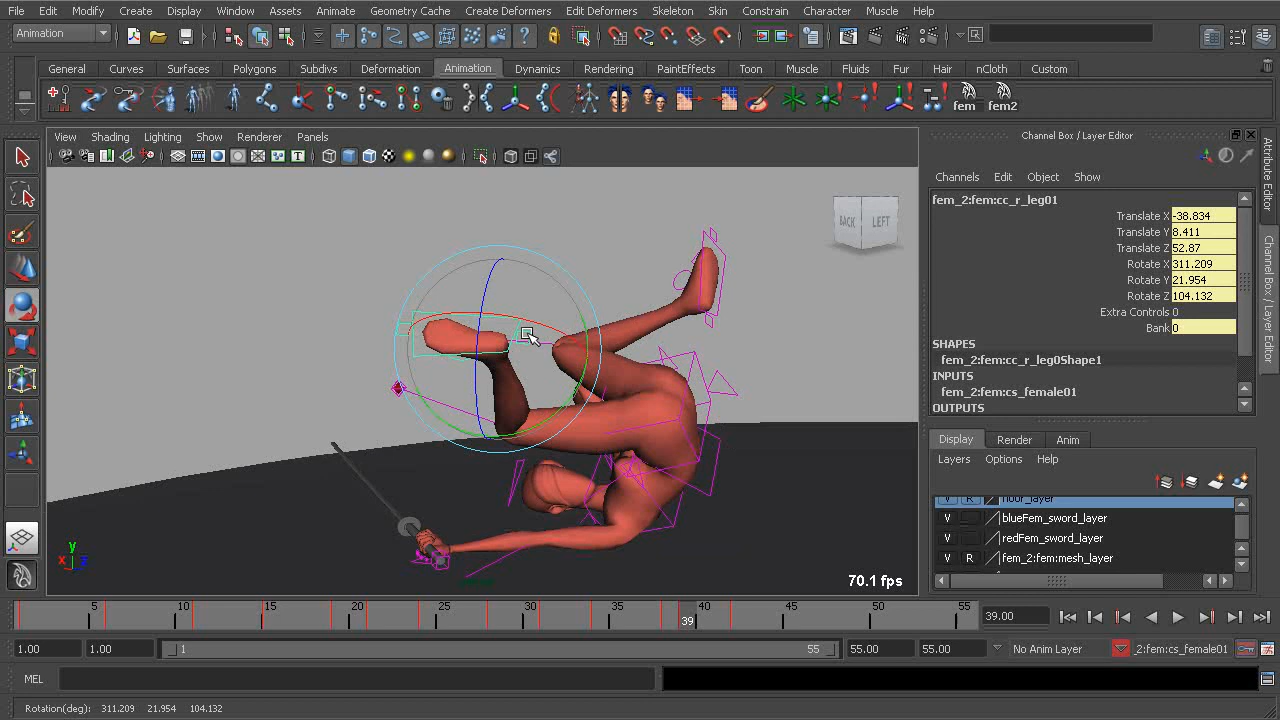 File Edit Modify Create Display Window Assets Animate Geometry Cache Create Deformers Edit Deformers Skeleton Skin Constrain Character Muscle Help
Animation
General Curves Surfaces Polygons Subdivs Deformation Animation Dynamics Rendering PaintEffects Toon Muscle Fluids Fur Hair nCloth Custom
fem fem2
View Shading Lighting Show Renderer Panels
Channel Box / Layer Editor
Channels Edit Object Show
fem_2:fem:cc_r_leg01
Translate X -38.834
Translate Y 8.411
Translate Z 52.87
Rotate X 311.209
Rotate Y 21.954
Rotate Z 104.132
Extra Controls 0
Bank 0
SHAPES
fem_2:fem:cc_r_leg0Shape1
INPUTS
fem_2:fem:cs_female01
OUTPUTS
Attribute Editor
Channel Box / Layer Editor
BACK LEFT
Display Render Anim
Layers Options Help
V R floor_layer
V blueFem_sword_layer
V redFem_sword_layer
V R fem_2:fem:mesh_layer
y
x z
70.1 fps
5 10 15 20 25 30 35 39 40 45 50 55
39.00
1.00 1.00 1 55 55.00 55.00 No Anim Layer _2:fem:cs_female01
MEL
Rotation(deg): 311.209 21.954 104.132